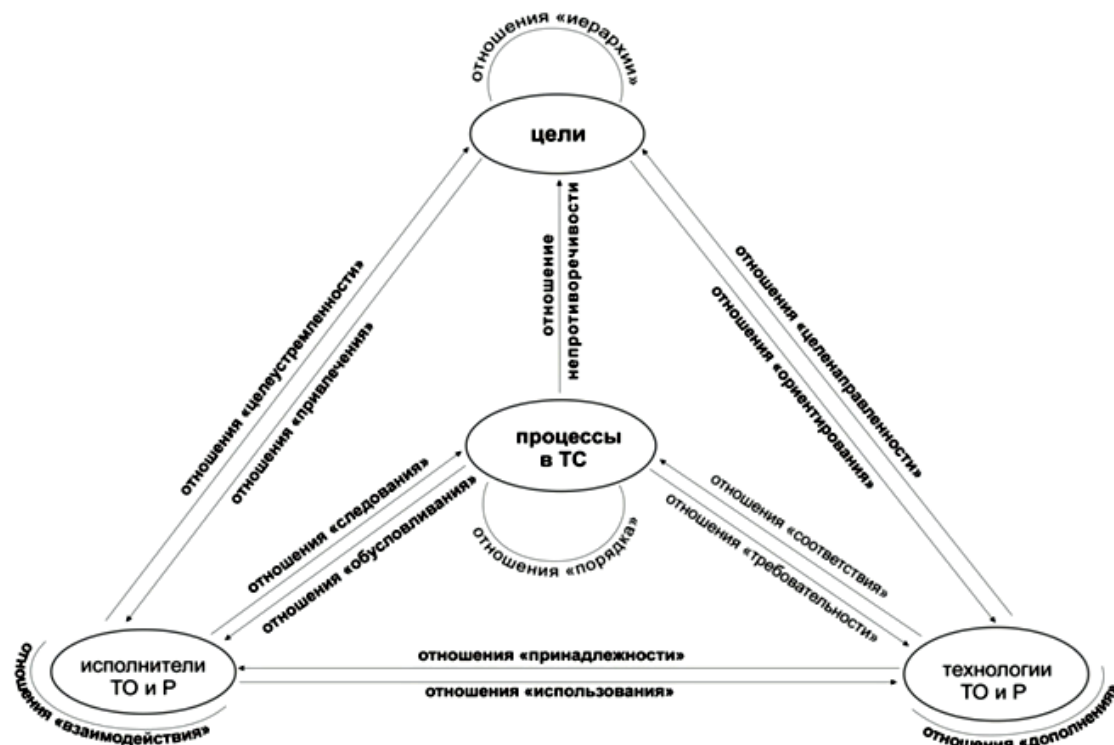 отношения «иерархии»
цели
отношение
непротиворечивости
отношения «целеустремленности»
отношения «привлечения»
отношения «целенаправленности»
отношения «ориентирования»
процессы
в ТС
отношения «следования»
отношения «обусловливания»
отношения «порядка»
отношения «соответствия»
отношения «требовательности»
исполнители
ТО и Р
отношения «взаимодействия»
отношения «принадлежности»
отношения «использования»
технологии
ТО и Р
отношения «дополнения»